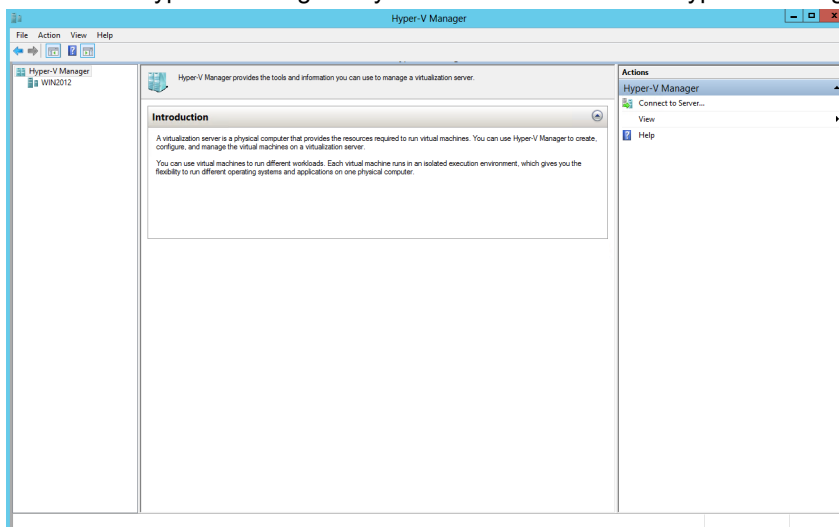 Hyper-V Manager
File Action View Help
Hyper-V Manager
WIN2012
Hyper-V Manager provides the tools and information you can use to manage a virtualization server.
Introduction
A virtualization server is a physical computer that provides the resources required to run virtual machines. You can use Hyper-V Manager to create,
configure, and manage the virtual machines on a virtualization server.
You can use virtual machines to run different workloads. Each virtual machine runs in an isolated execution environment, which gives you the
flexibility to run different operating systems and applications on one physical computer.
Actions
Hyper-V Manager
Connect to Server...
View
Help